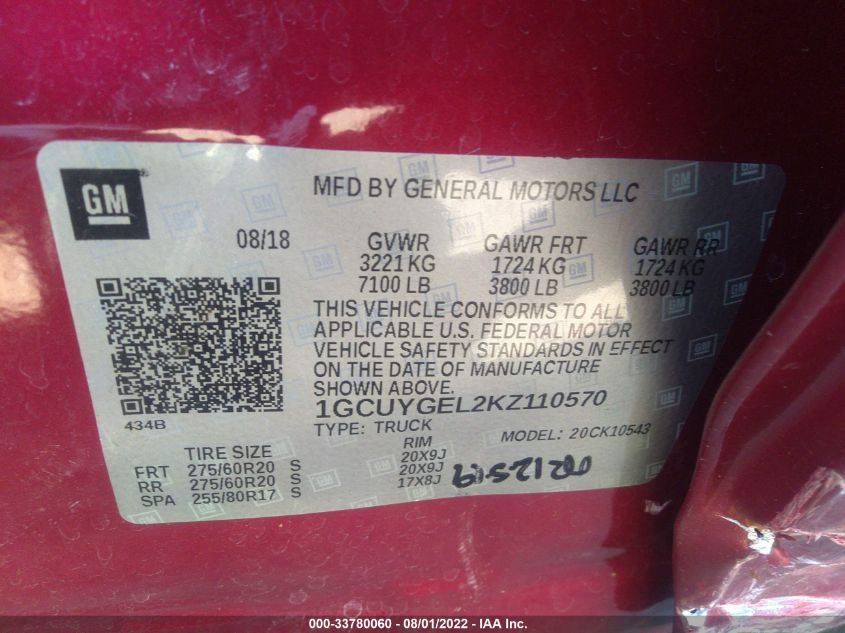 GM
MFD BY GENERAL MOTORS LLC
08/18
GVWR GAWR FRT GAWR RR
3221 KG 1724 KG 1724 KG
7100 LB 3800 LB 3800 LB
THIS VEHICLE CONFORMS TO ALL
APPLICABLE U.S. FEDERAL MOTOR
VEHICLE SAFETY STANDARDS IN EFFECT
ON THE DATE OF MANUFACTURE
SHOWN ABOVE.
1GCUYGEL2KZ110570
434B
TYPE: TRUCK MODEL: 20CK10543
TIRE SIZE RIM
FRT 275/60R20 S 20X9J
RR 275/60R20 S 20X9J
SPA 255/80R17 S 17X8J
000-33780060 - 08/01/2022 - IAA Inc.